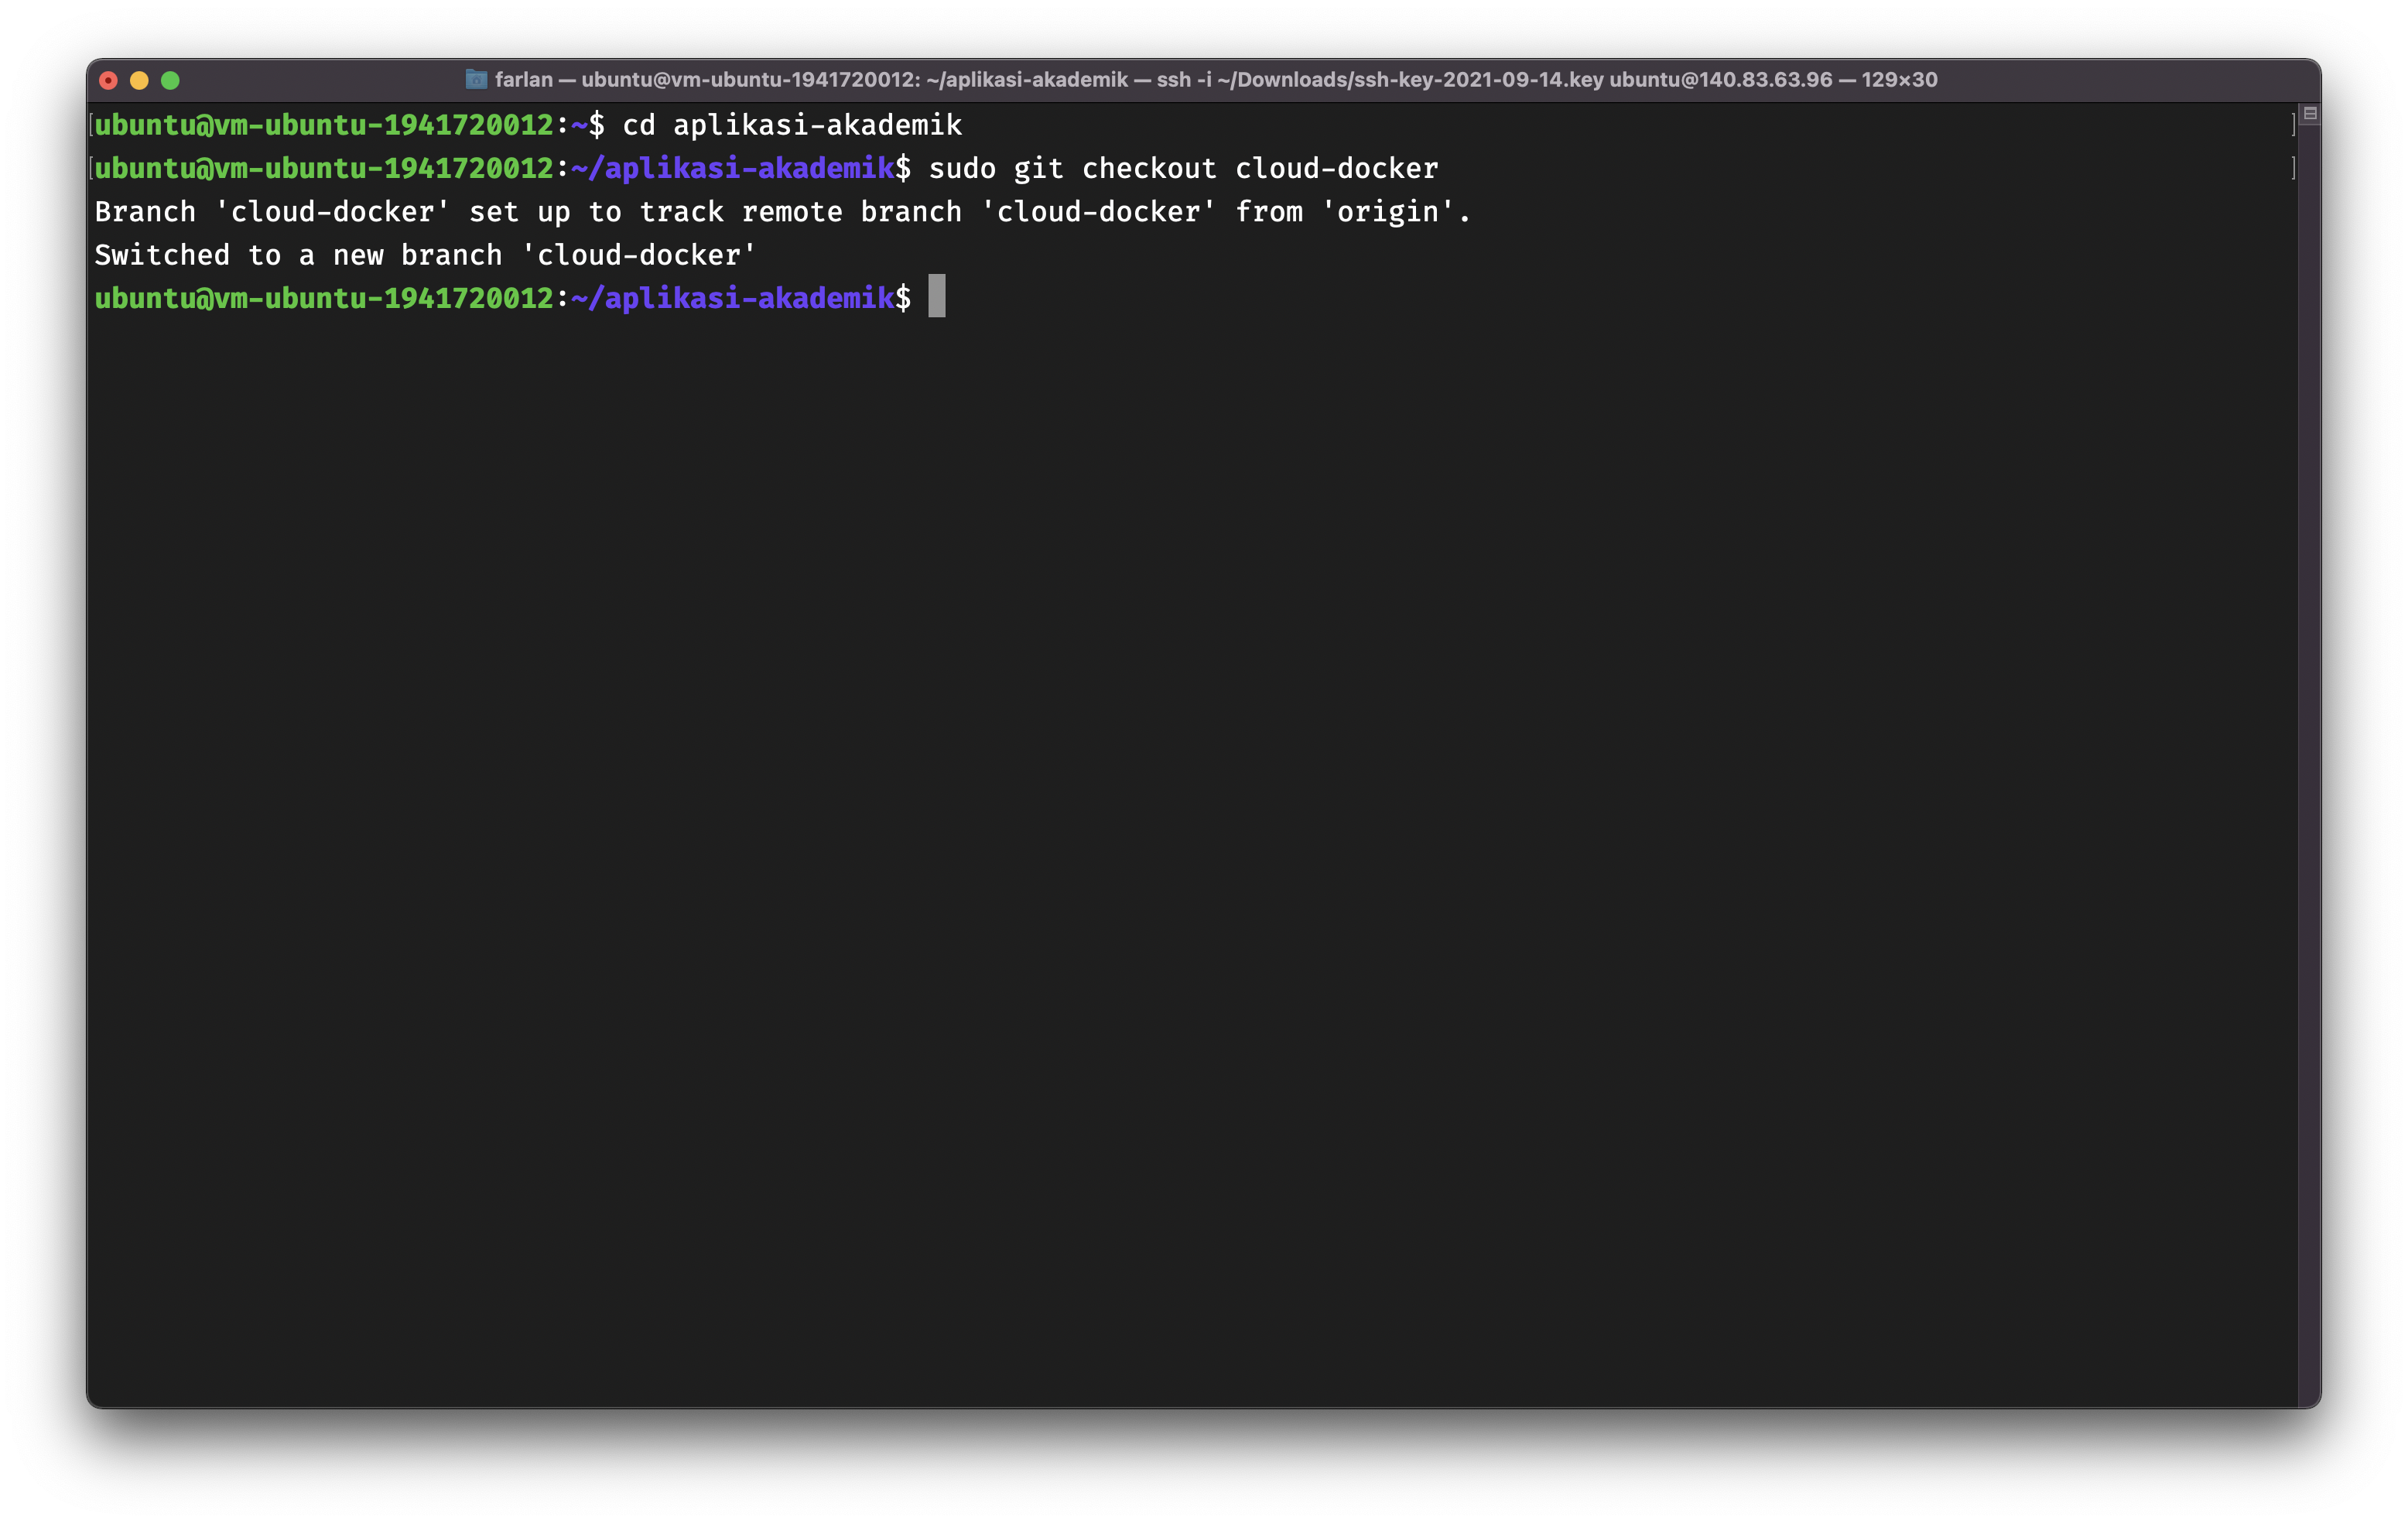 farlan — ubuntu@vm-ubuntu-1941720012: ~/aplikasi-akademik — ssh -i ~/Downloads/ssh-key-2021-09-14.key ubuntu@140.83.63.96 — 129×30
[ubuntu@vm-ubuntu-1941720012:~$ cd aplikasi-akademik ]
[ubuntu@vm-ubuntu-1941720012:~/aplikasi-akademik$ sudo git checkout cloud-docker ]
Branch 'cloud-docker' set up to track remote branch 'cloud-docker' from 'origin'.
Switched to a new branch 'cloud-docker'
ubuntu@vm-ubuntu-1941720012:~/aplikasi-akademik$